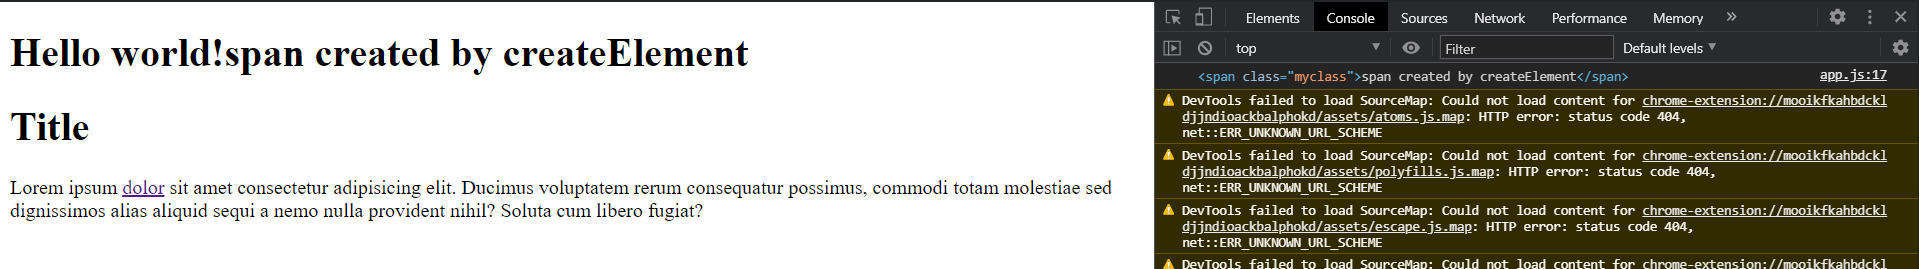 Hello world!span created by createElement
Title
Lorem ipsum dolor sit amet consectetur adipisicing elit. Ducimus voluptatem rerum consequatur possimus, commodi totam molestiae sed
dignissimos alias aliquid sequi a nemo nulla provident nihil? Soluta cum libero fugiat?
Elements Console Sources Network Performance Memory »
top Filter Default levels
<span class="myclass">span created by createElement</span> app.js:17
DevTools failed to load SourceMap: Could not load content for chrome-extension://mooikfkahbdckl
djjndioackbalphokd/assets/atoms.js.map: HTTP error: status code 404,
net::ERR_UNKNOWN_URL_SCHEME
DevTools failed to load SourceMap: Could not load content for chrome-extension://mooikfkahbdckl
djjndioackbalphokd/assets/polyfills.js.map: HTTP error: status code 404,
net::ERR_UNKNOWN_URL_SCHEME
DevTools failed to load SourceMap: Could not load content for chrome-extension://mooikfkahbdckl
djjndioackbalphokd/assets/escape.js.map: HTTP error: status code 404,
net::ERR_UNKNOWN_URL_SCHEME
DevTools failed to load SourceMap: Could not load content for chrome-extension://mooikfkahbdckl